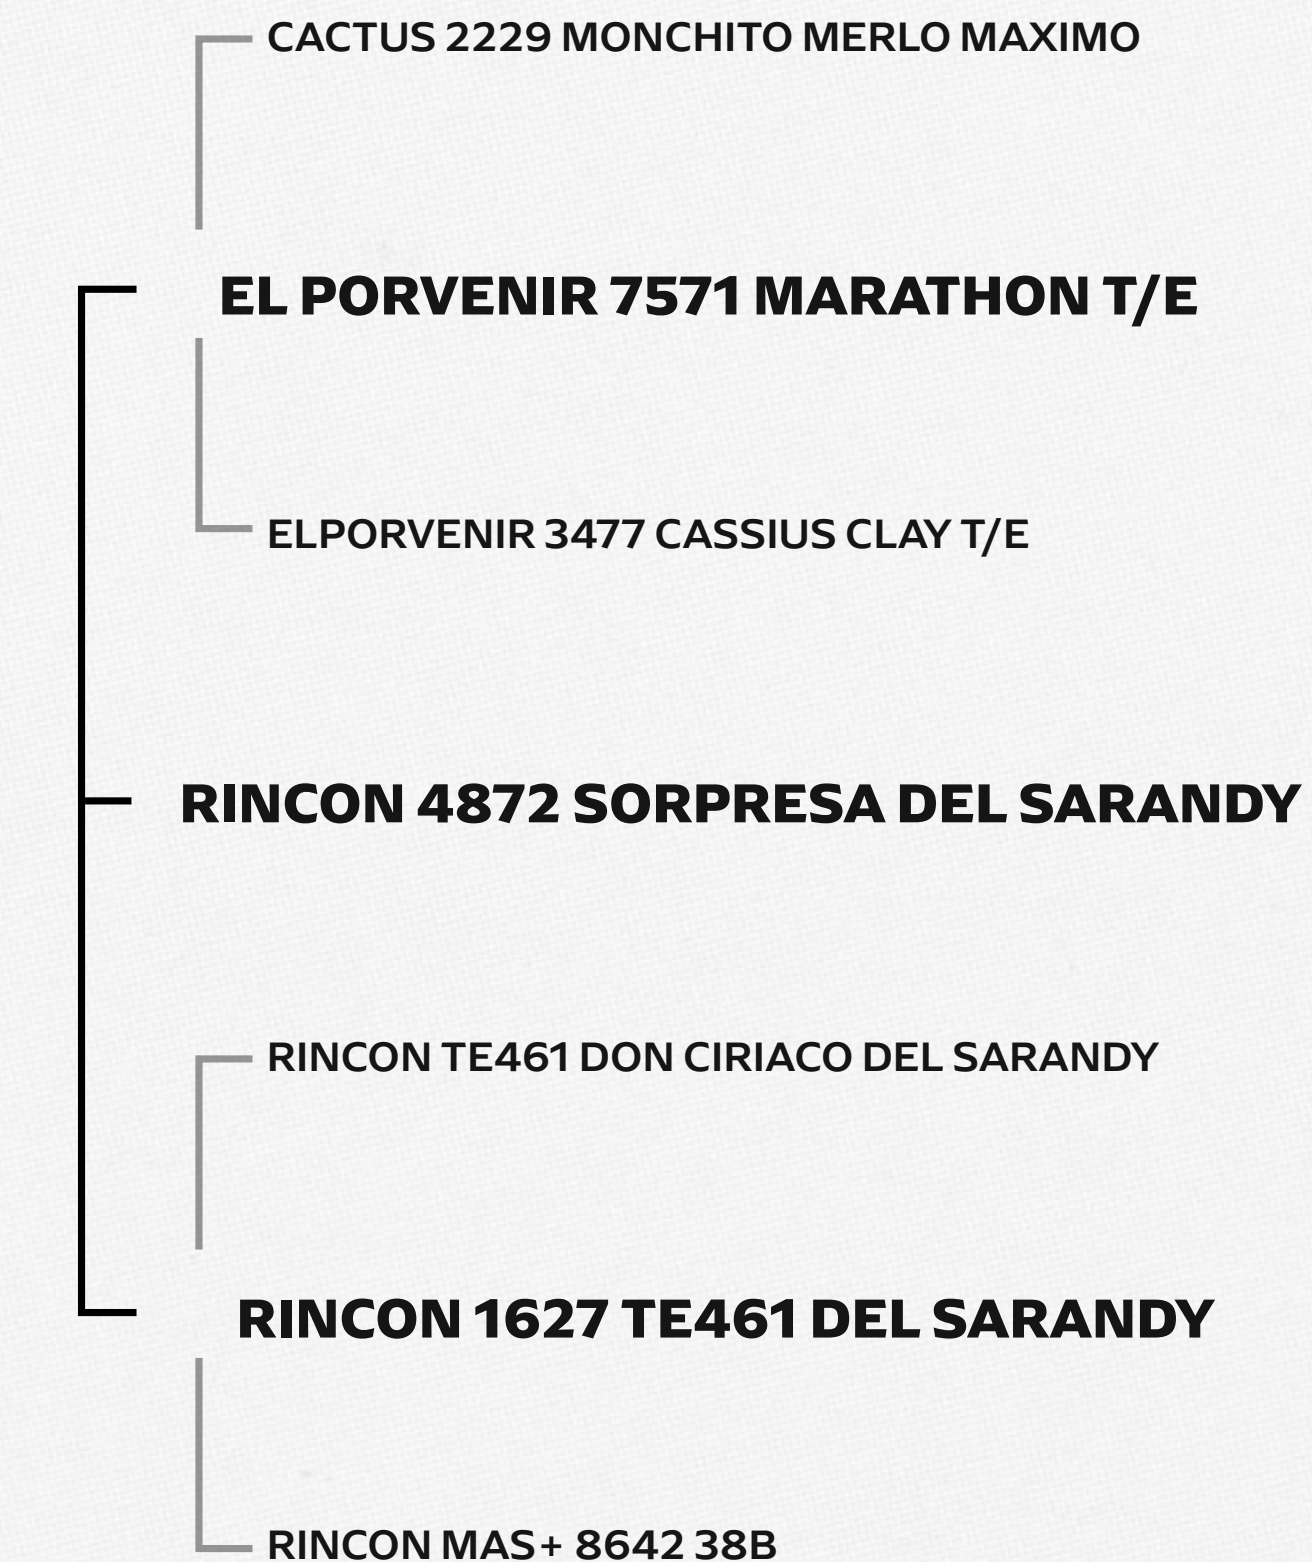 CACTUS 2229 MONCHITO MERLO MAXIMO
EL PORVENIR 7571 MARATHON T/E
ELPORVENIR 3477 CASSIUS CLAY T/E
RINCON 4872 SORPRESA DEL SARANDY
RINCON TE461 DON CIRIACO DEL SARANDY
RINCON 1627 TE461 DEL SARANDY
RINCON MAS+ 8642 38B